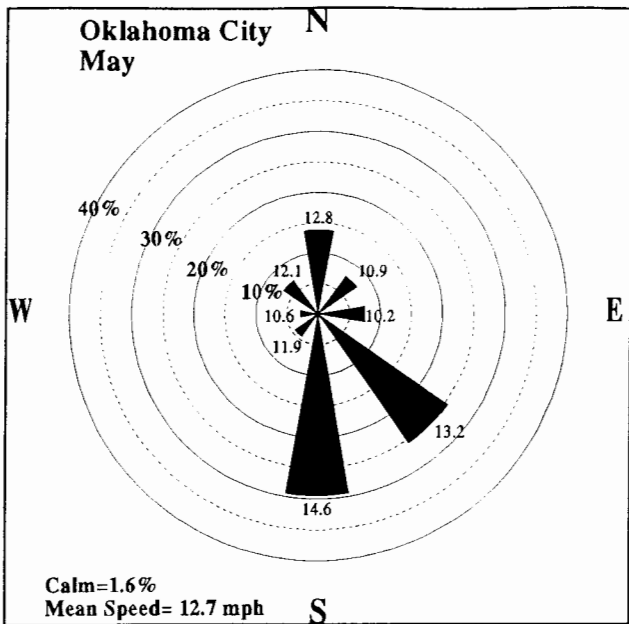 N
Oklahoma City
May
40%
30%
20%
10%
12.8
12.1
10.9
W
10.6
10.2
E
11.9
13.2
14.6
Calm=1.6%
Mean Speed= 12.7 mph
S